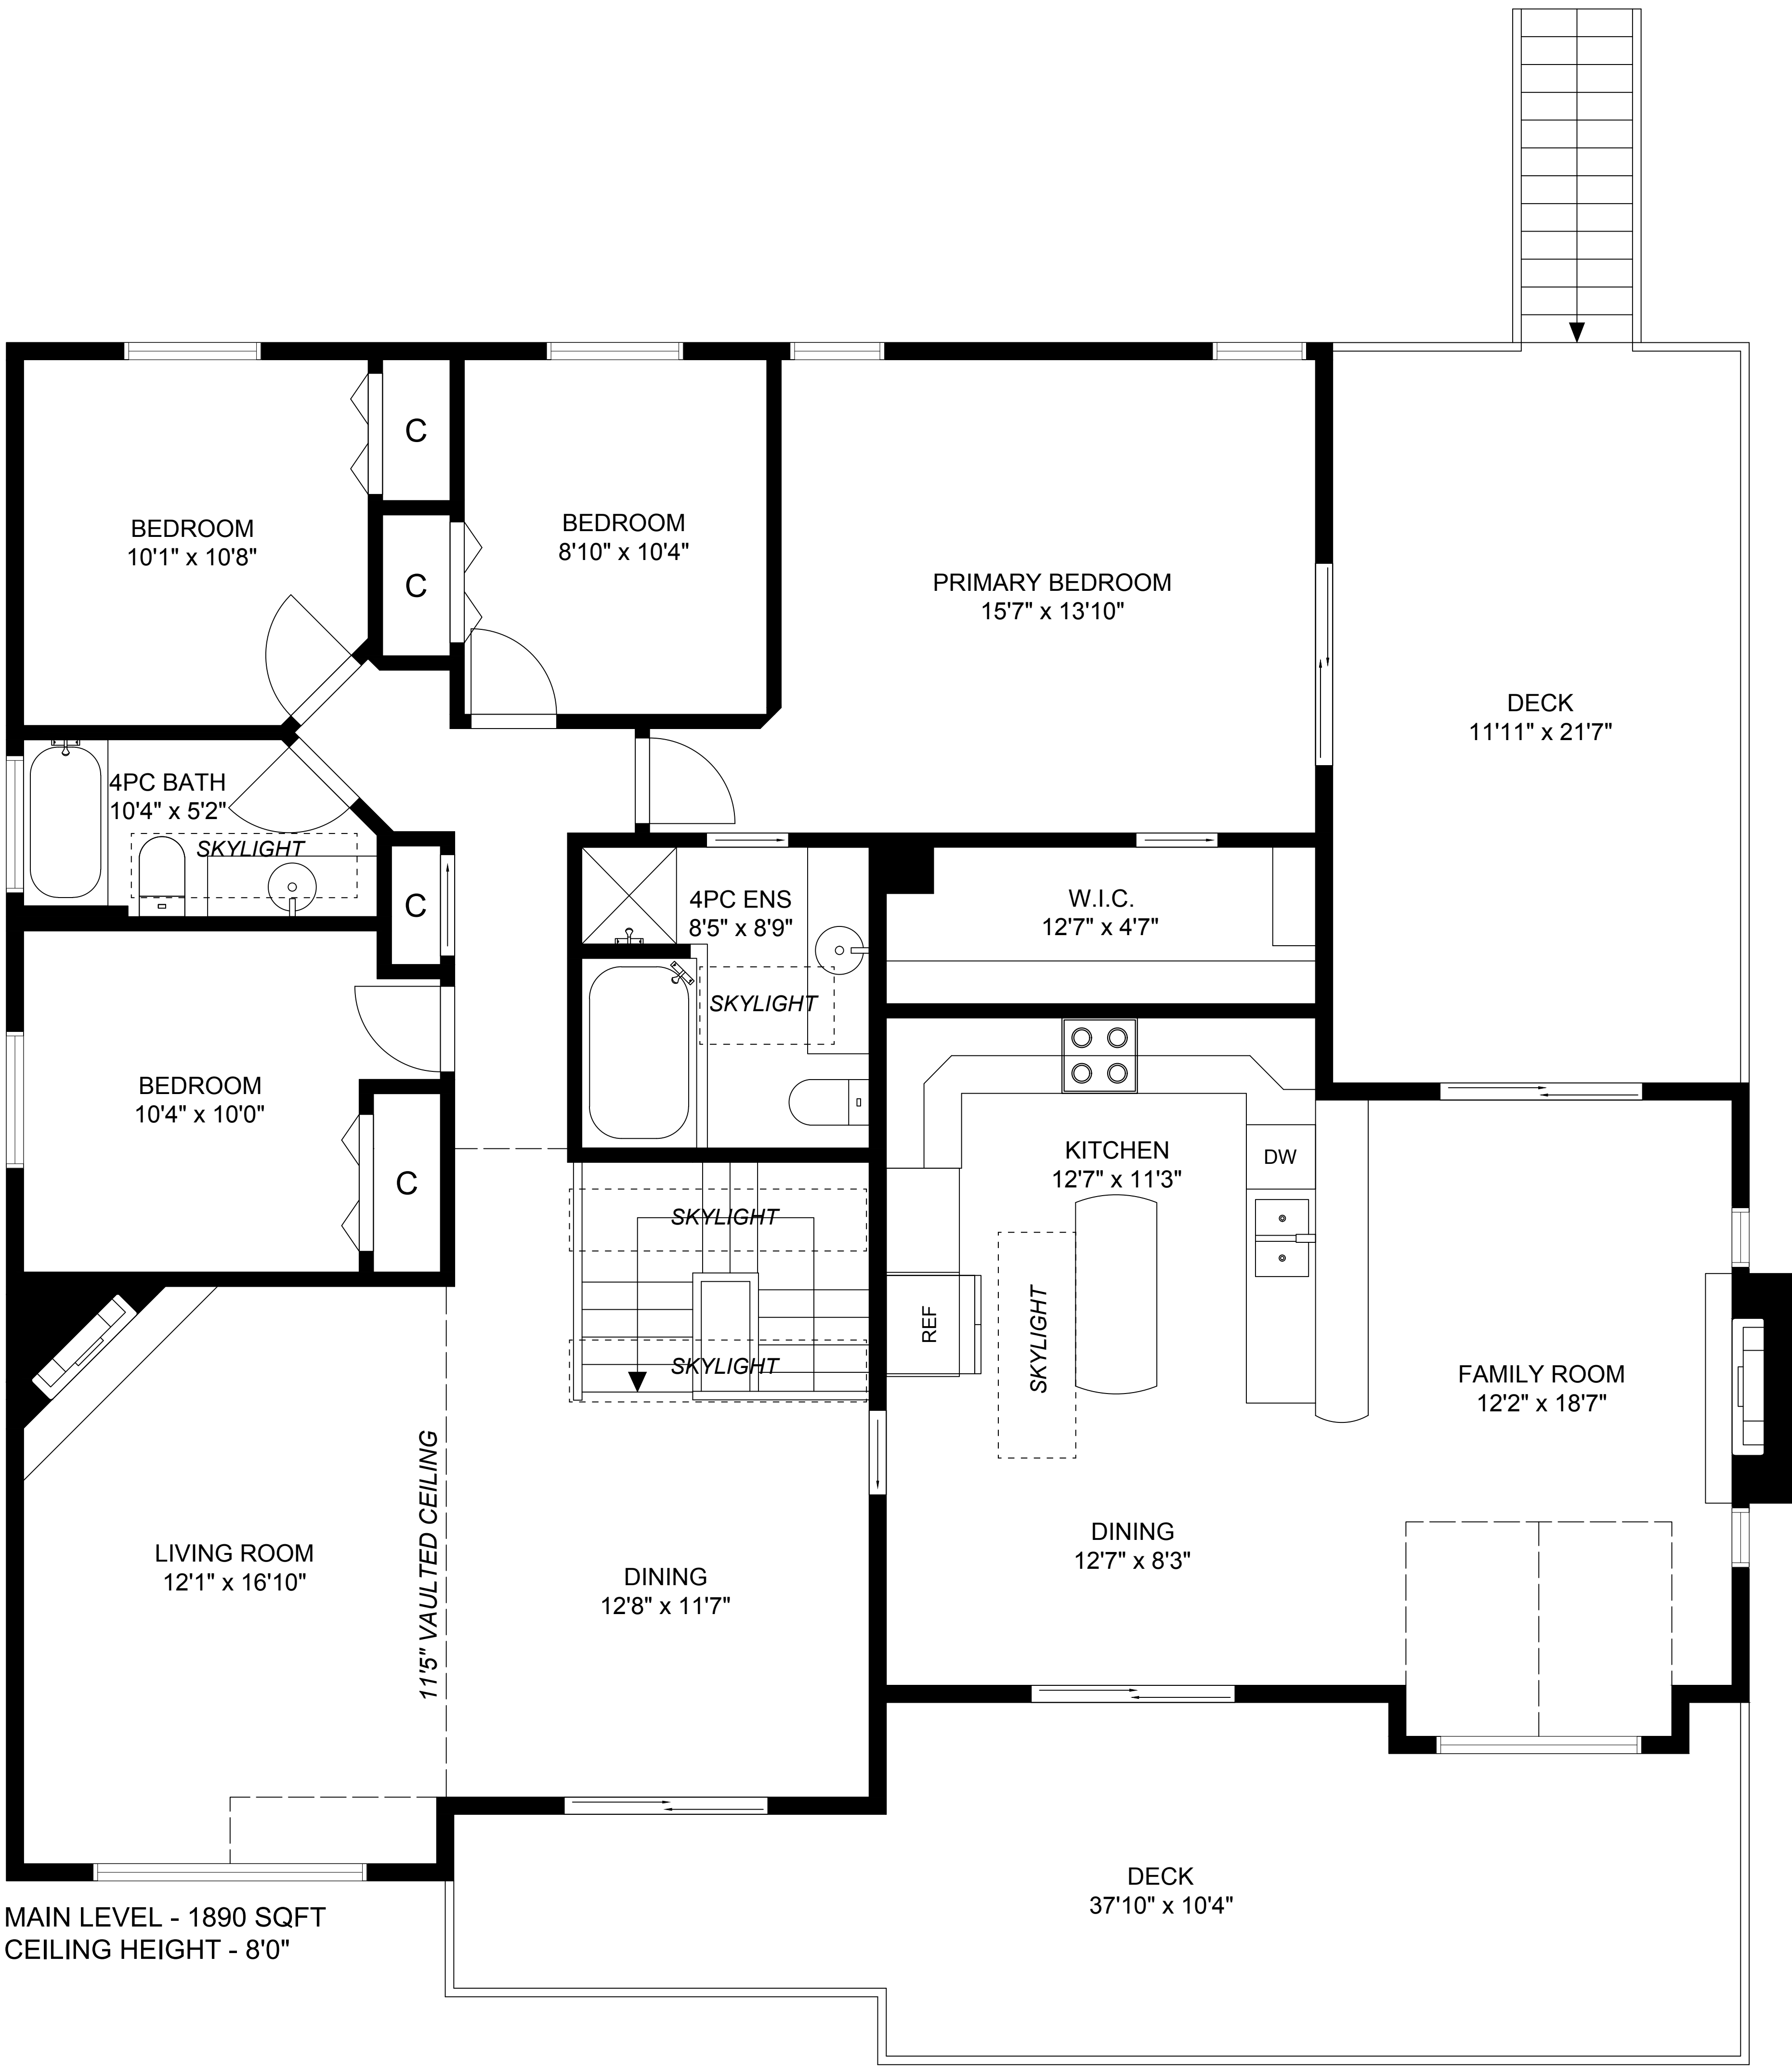 C
C
BEDROOM
10'1" x 10'8"
BEDROOM
8'10" x 10'4"
PRIMARY BEDROOM
15'7" x 13'10"
DECK
11'11" x 21'7"
4PC BATH
10'4" x 5'2"
SKYLIGHT
C
4PC ENS
8'5" x 8'9"
SKYLIGHT
W.I.C.
12'7" x 4'7"
BEDROOM
10'4" x 10'0"
C
KITCHEN
12'7" x 11'3"
DW
SKYLIGHT
SKYLIGHT
REF
SKYLIGHT
FAMILY ROOM
12'2" x 18'7"
LIVING ROOM
12'1" x 16'10"
11'5" VAULTED CEILING
DINING
12'8" x 11'7"
DINING
12'7" x 8'3"
DECK
37'10" x 10'4"
MAIN LEVEL - 1890 SQFT
CEILING HEIGHT - 8'0"